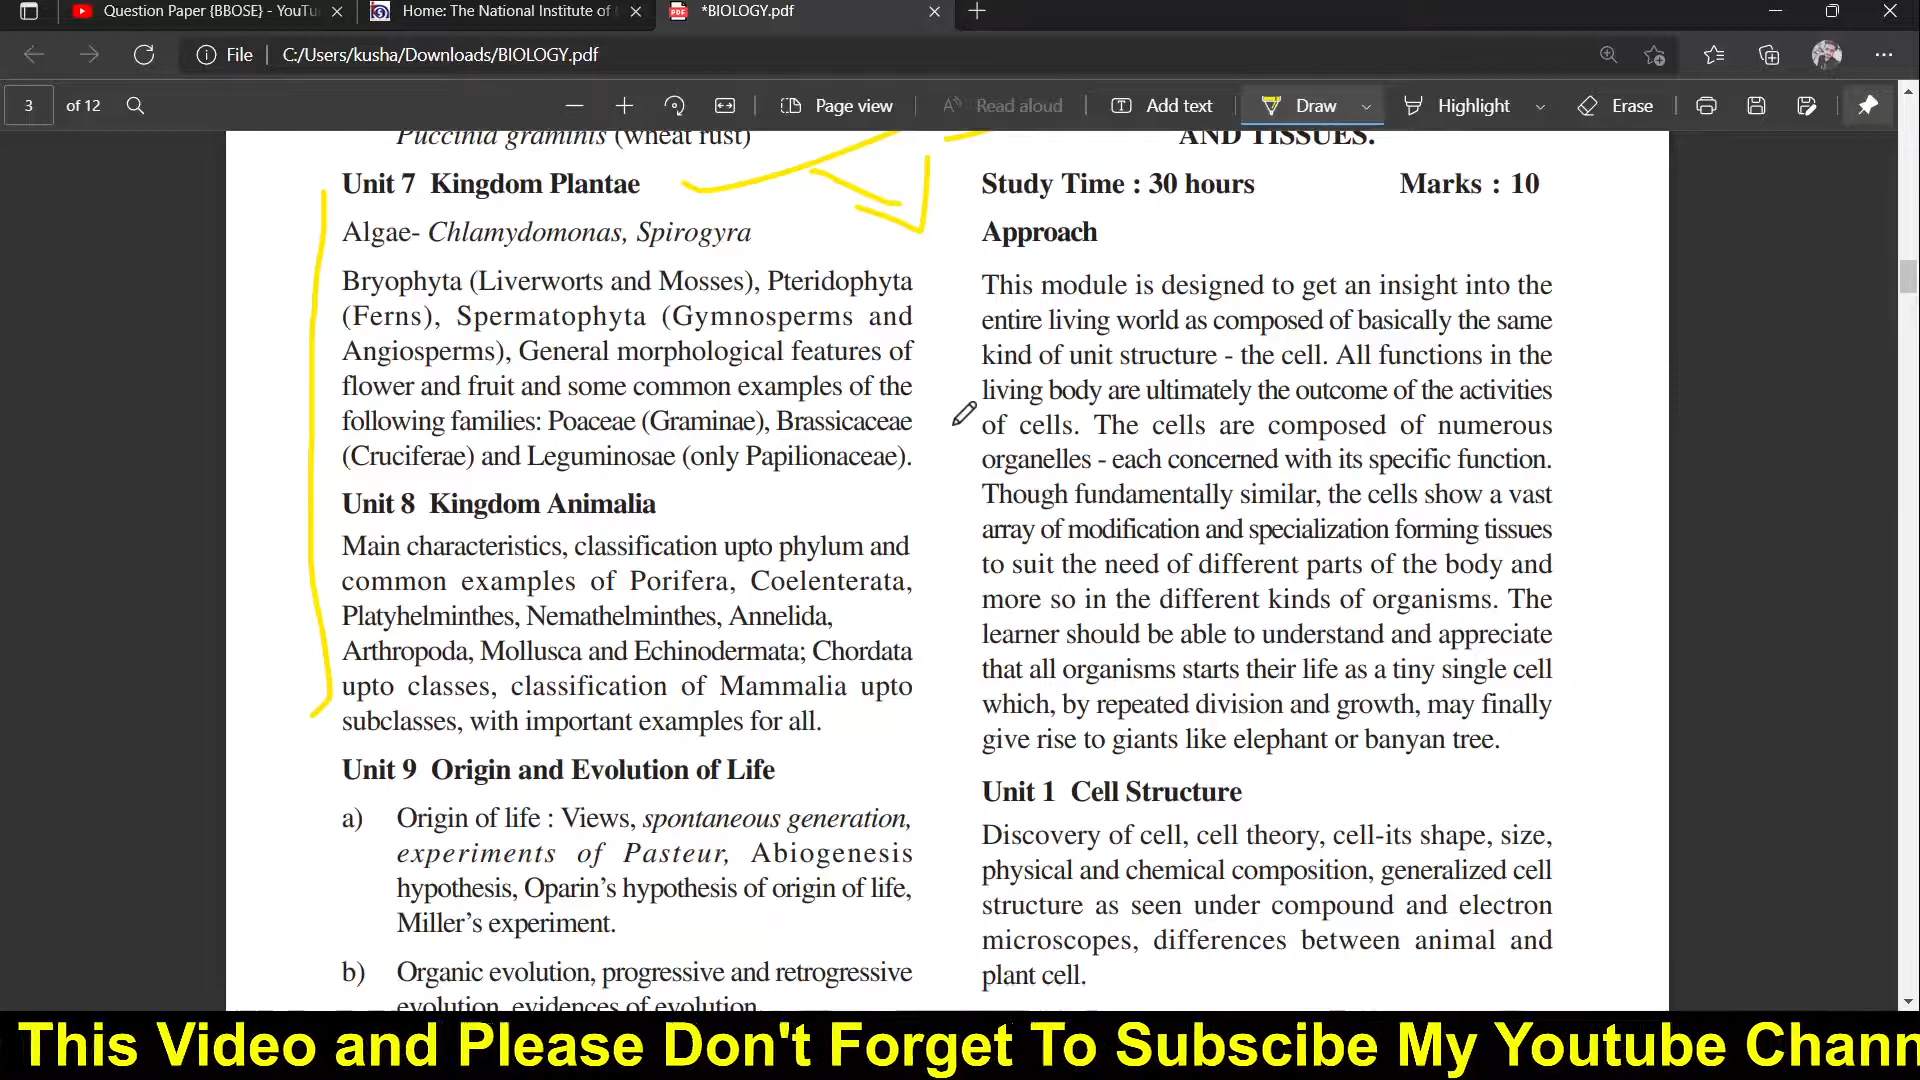 Question Paper {BBOSE} - YouTu
Home: The National Institute of
*BIOLOGY.pdf
File
C:/Users/kusha/Downloads/BIOLOGY.pdf
3
of 12
Page view
Read aloud
Add text
Draw
Highlight
Erase
Puccinia graminis (wheat rust)
Unit 7 Kingdom Plantae
Algae- Chlamydomonas, Spirogyra
Bryophyta (Liverworts and Mosses), Pteridophyta
(Ferns), Spermatophyta (Gymnosperms and
Angiosperms), General morphological features of
flower and fruit and some common examples of the
following families: Poaceae (Graminae), Brassicaceae
(Cruciferae) and Leguminosae (only Papilionaceae).
Unit 8 Kingdom Animalia
Main characteristics, classification upto phylum and
common examples of Porifera, Coelenterata,
Platyhelminthes, Nemathelminthes, Annelida,
Arthropoda, Mollusca and Echinodermata; Chordata
upto classes, classification of Mammalia upto
subclasses, with important examples for all.
Unit 9 Origin and Evolution of Life
a) Origin of life : Views, spontaneous generation,
experiments of Pasteur, Abiogenesis
hypothesis, Oparin's hypothesis of origin of life,
Miller's experiment.
b) Organic evolution, progressive and retrogressive
evolution, evidences of evolution.
AND TISSUES.
Study Time : 30 hours
Marks : 10
Approach
This module is designed to get an insight into the
entire living world as composed of basically the same
kind of unit structure - the cell. All functions in the
living body are ultimately the outcome of the activities
of cells. The cells are composed of numerous
organelles - each concerned with its specific function.
Though fundamentally similar, the cells show a vast
array of modification and specialization forming tissues
to suit the need of different parts of the body and
more so in the different kinds of organisms. The
learner should be able to understand and appreciate
that all organisms starts their life as a tiny single cell
which, by repeated division and growth, may finally
give rise to giants like elephant or banyan tree.
Unit 1 Cell Structure
Discovery of cell, cell theory, cell-its shape, size,
physical and chemical composition, generalized cell
structure as seen under compound and electron
microscopes, differences between animal and
plant cell.
This Video and Please Don't Forget To Subscibe My Youtube Chann